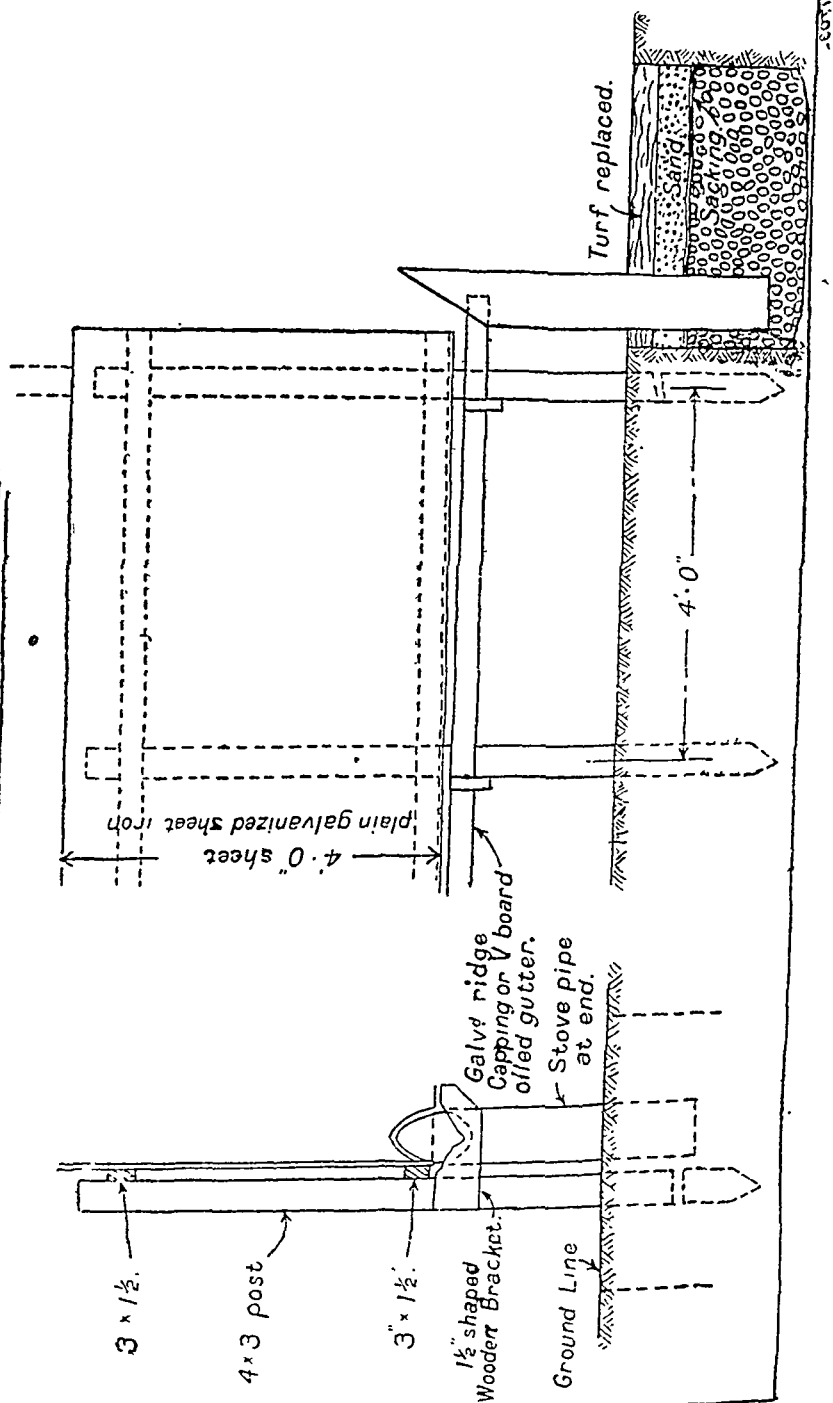 3 x 1½.
4 x 3 post
3" x 1½'.
1½" shaped
Wooden Bracket.
Ground Line
Galvd ridge
Capping or V board
oiled gutter.
Stove pipe
at end.
4'.0" sheet
plain galvanized sheet iron
4'.0"
Turf replaced.
Sand
Sacking